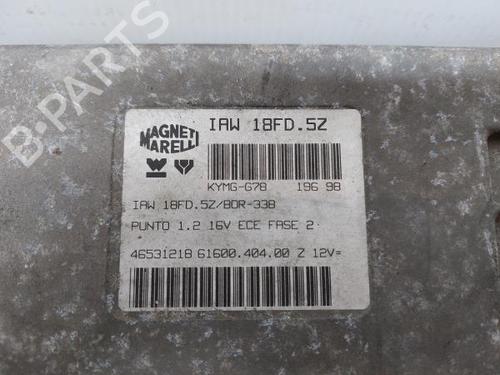 B-PARTS
MAGNETI
MARELLI
IAW 18FD.5Z
KYMG-G78 196 98
IAW 18FD.5Z/BDR-338
PUNTO 1.2 16V ECE FASE 2
46531218 61600.404.00 Z 12V=